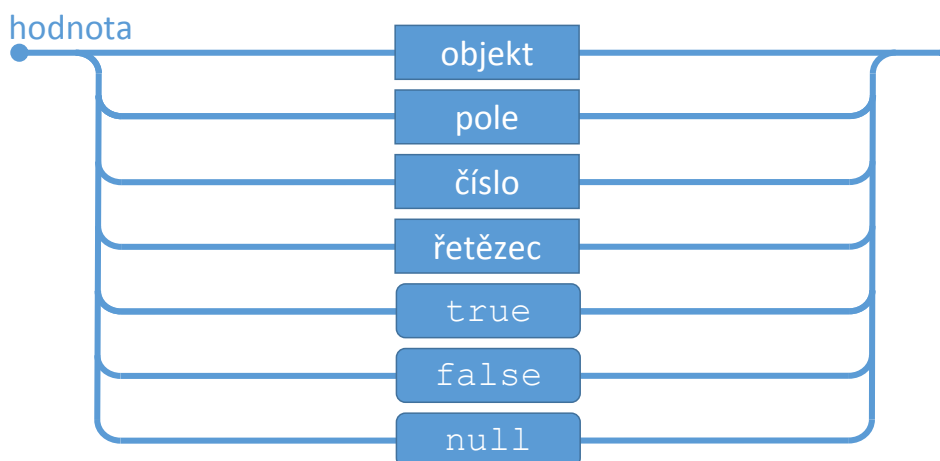 hodnota
objekt
pole
číslo
řetězec
true
false
null